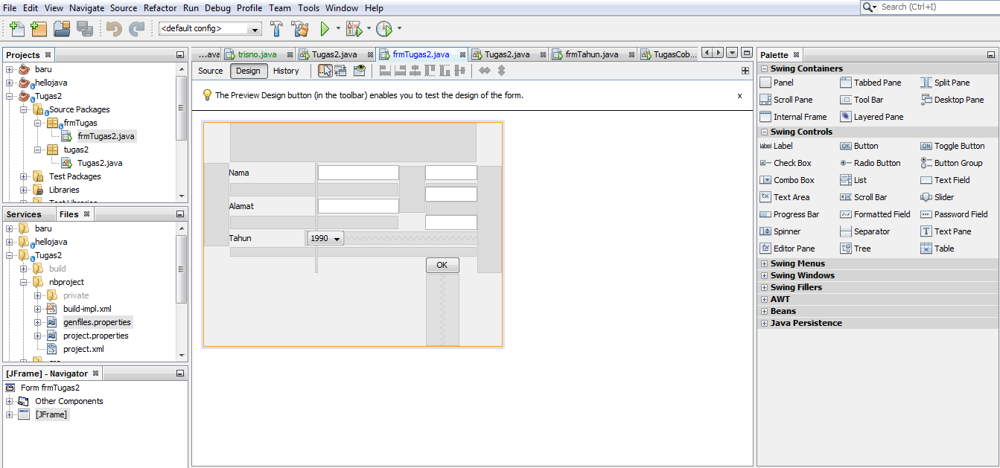 File Edit View Navigate Source Refactor Run Debug Profile Team Tools Window Help
Search (Ctrl+I)
<default config>
Projects
baru
hellojava
Tugas2
Source Packages
frmTugas
frmTugas2.java
tugas2
Tugas2.java
Test Packages
Libraries
Test Libraries
Services Files
baru
hellojava
Tugas2
build
nbproject
private
build-impl.xml
genfiles.properties
project.properties
project.xml
src
[JFrame] - Navigator
Form frmTugas2
Other Components
[JFrame]
...ava trisno.java Tugas2.java frmTugas2.java Tugas2.java frmTahun.java TugasCob...
Source Design History
The Preview Design button (in the toolbar) enables you to test the design of the form. x
Nama
Alamat
Tahun 1990
OK
Palette
Swing Containers
Panel Tabbed Pane Split Pane
Scroll Pane Tool Bar Desktop Pane
Internal Frame Layered Pane
Swing Controls
label Label OK Button ON Toggle Button
Check Box Radio Button Button Group
Combo Box List Text Field
tx Text Area Scroll Bar Slider
Progress Bar Formatted Field Password Field
Spinner Separator T Text Pane
tx Editor Pane Tree Table
Swing Menus
Swing Windows
Swing Fillers
AWT
Beans
Java Persistence